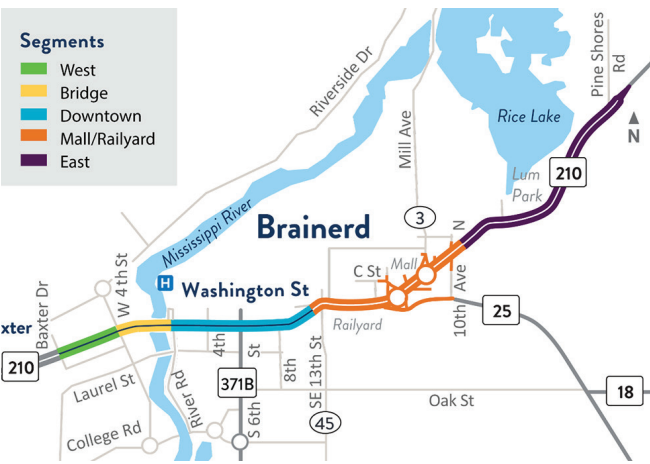 Segments
West
Bridge
Downtown
Mall/Railyard
East
Riverside Dr
Pine Shores
Rd
Rice Lake
N
Mill Ave
210
Lum
Park
Mississippi River
Brainerd
3
N
10th Ave
Mall
C St
H
Washington St
W 4th St
Baxter Dr
xter
210
25
Railyard
4th
St
8th
SE 13th St
371B
Laurel St
River Rd
S 6th
College Rd
Oak St
18
45